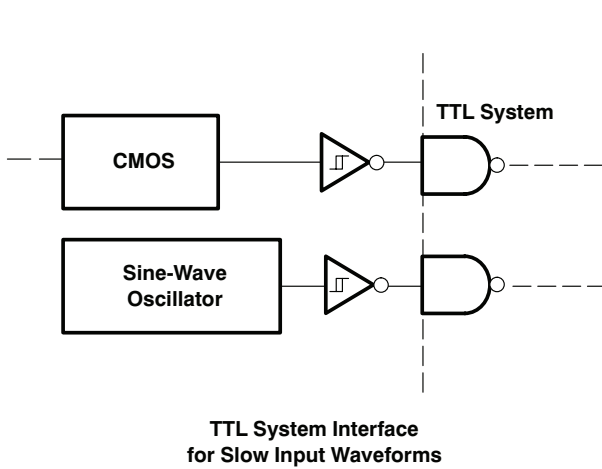 TTL System
CMOS
Sine-Wave
Oscillator
TTL System Interface
for Slow Input Waveforms